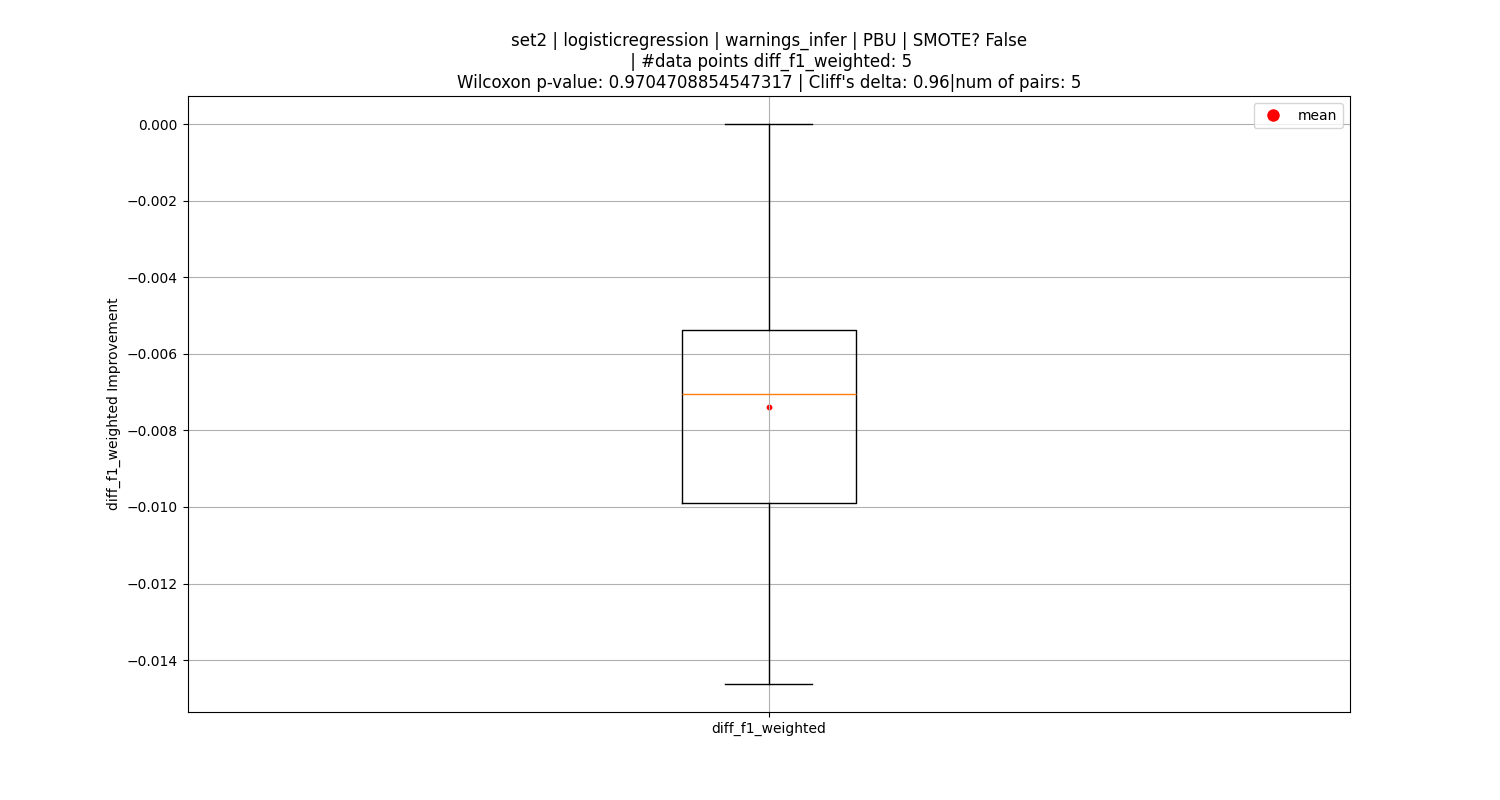 set2 | logisticregression | warnings_infer | PBU | SMOTE? False
| #data points diff_f1_weighted: 5
Wilcoxon p-value: 0.9704708854547317 | Cliff's delta: 0.96|num of pairs: 5
mean
0.000
−0.002
−0.004
−0.006
−0.008
−0.010
−0.012
−0.014
diff_f1_weighted Improvement
diff_f1_weighted